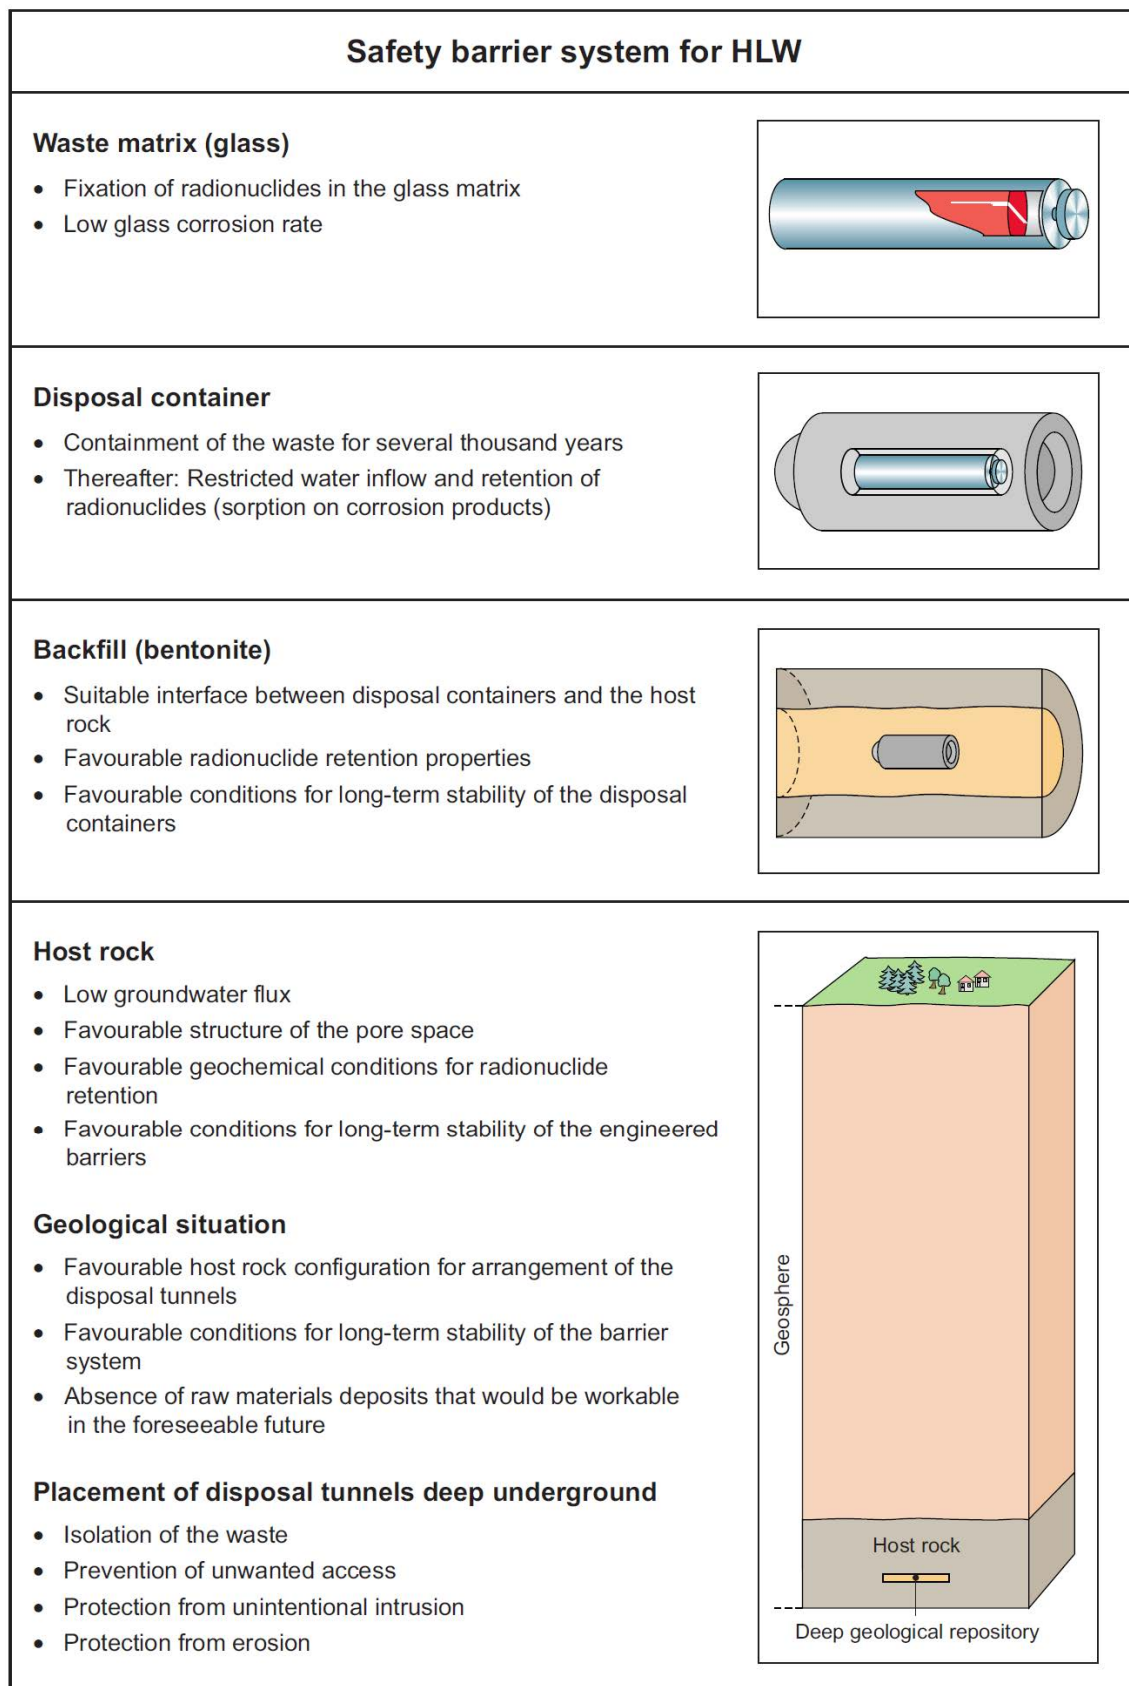 Safety barrier system for HLW
Waste matrix (glass)
• Fixation of radionuclides in the glass matrix
• Low glass corrosion rate
Disposal container
• Containment of the waste for several thousand years
• Thereafter: Restricted water inflow and retention of
radionuclides (sorption on corrosion products)
Backfill (bentonite)
• Suitable interface between disposal containers and the host
rock
• Favourable radionuclide retention properties
• Favourable conditions for long-term stability of the disposal
containers
Host rock
• Low groundwater flux
• Favourable structure of the pore space
• Favourable geochemical conditions for radionuclide
retention
• Favourable conditions for long-term stability of the engineered
barriers
Geological situation
• Favourable host rock configuration for arrangement of the
disposal tunnels
• Favourable conditions for long-term stability of the barrier
system
• Absence of raw materials deposits that would be workable
in the foreseeable future
Placement of disposal tunnels deep underground
• Isolation of the waste
• Prevention of unwanted access
• Protection from unintentional intrusion
• Protection from erosion
Geosphere
Host rock
Deep geological repository